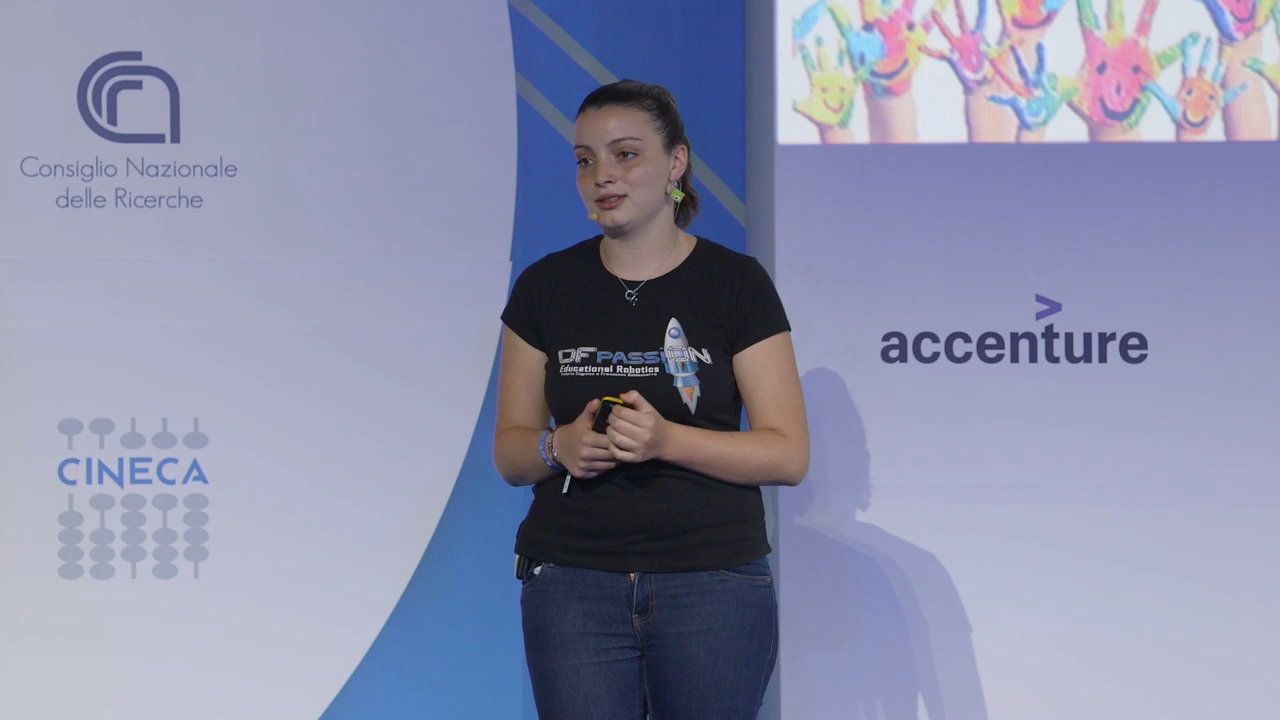 Consiglio Nazionale
delle Ricerche
CINECA
OFpassiON
Educational Robotics
>
accenture